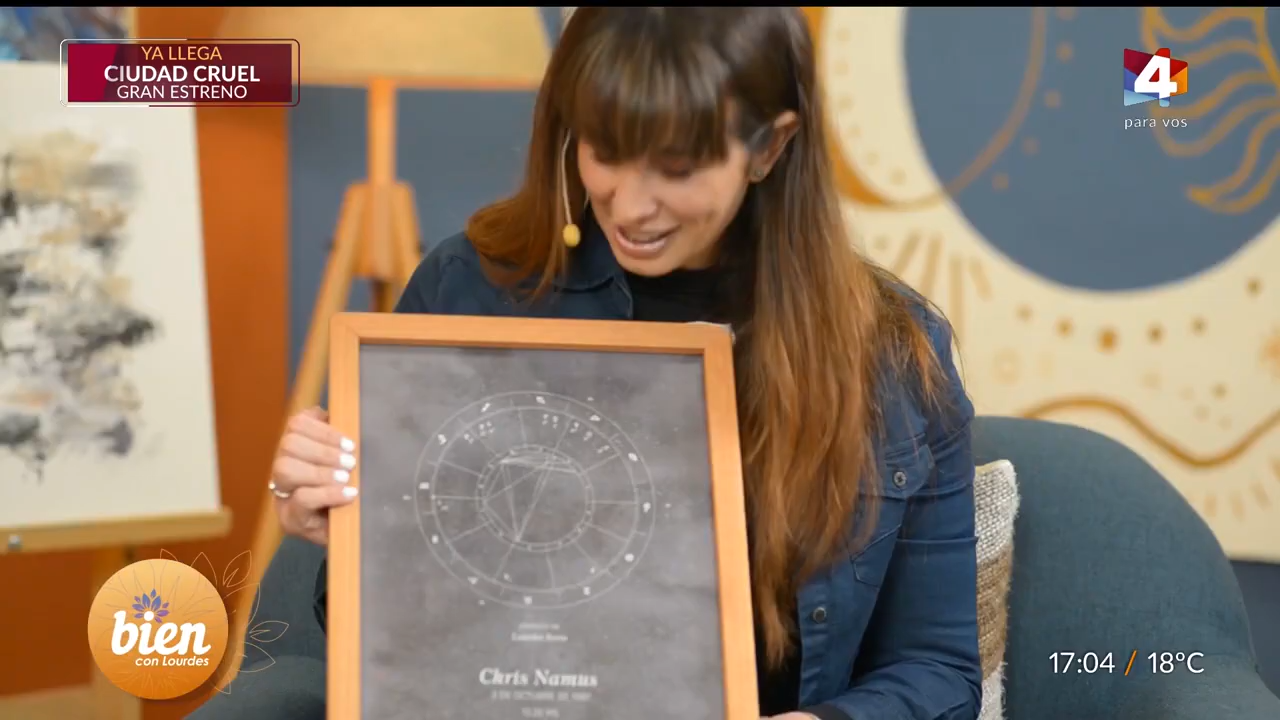 YA LLEGA
CIUDAD CRUEL
GRAN ESTRENO
4
para vos
Chris Namus
bien
con Lourdes
17:04 / 18°C